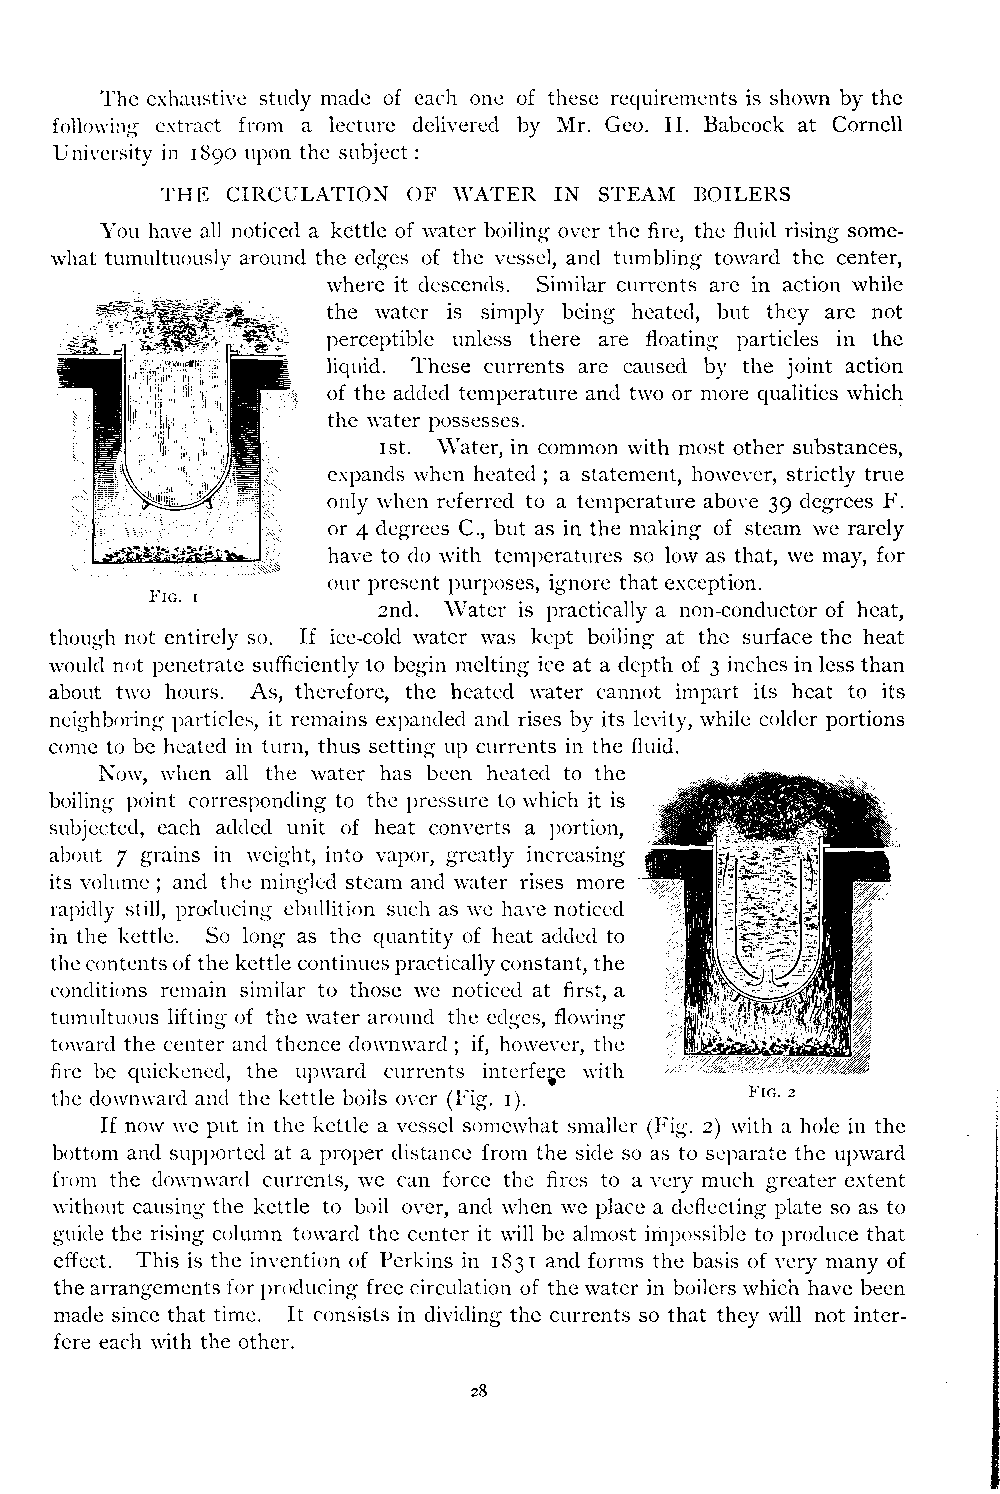 The exhaustive study made of each one of these requirements is shown by the
following extract from a lecture delivered by Mr. Geo. H. Babcock at Cornell
University in 1890 upon the subject :
THE CIRCULATION OF WATER IN STEAM BOILERS
You have all noticed a kettle of water boiling over the fire, the fluid rising some-
what tumultuously around the edges of the vessel, and tumbling toward the center,
where it descends. Similar currents are in action while
the water is simply being heated, but they are not
perceptible unless there are floating particles in the
liquid. These currents are caused by the joint action
of the added temperature and two or more qualities which
the water possesses.
1st. Water, in common with most other substances,
expands when heated ; a statement, however, strictly true
only when referred to a temperature above 39 degrees F.
or 4 degrees C., but as in the making of steam we rarely
have to do with temperatures so low as that, we may, for
our present purposes, ignore that exception.
FIG. 1
2nd. Water is practically a non-conductor of heat,
though not entirely so. If ice-cold water was kept boiling at the surface the heat
would not penetrate sufficiently to begin melting ice at a depth of 3 inches in less than
about two hours. As, therefore, the heated water cannot impart its heat to its
neighboring particles, it remains expanded and rises by its levity, while colder portions
come to be heated in turn, thus setting up currents in the fluid.
Now, when all the water has been heated to the
boiling point corresponding to the pressure to which it is
subjected, each added unit of heat converts a portion,
about 7 grains in weight, into vapor, greatly increasing
its volume ; and the mingled steam and water rises more
rapidly still, producing ebullition such as we have noticed
in the kettle. So long as the quantity of heat added to
the contents of the kettle continues practically constant, the
conditions remain similar to those we noticed at first, a
tumultuous lifting of the water around the edges, flowing
toward the center and thence downward ; if, however, the
fire be quickened, the upward currents interfere with
the downward and the kettle boils over (Fig. 1).
FIG. 2
If now we put in the kettle a vessel somewhat smaller (Fig. 2) with a hole in the
bottom and supported at a proper distance from the side so as to separate the upward
from the downward currents, we can force the fires to a very much greater extent
without causing the kettle to boil over, and when we place a deflecting plate so as to
guide the rising column toward the center it will be almost impossible to produce that
effect. This is the invention of Perkins in 1831 and forms the basis of very many of
the arrangements for producing free circulation of the water in boilers which have been
made since that time. It consists in dividing the currents so that they will not inter-
fere each with the other.
28